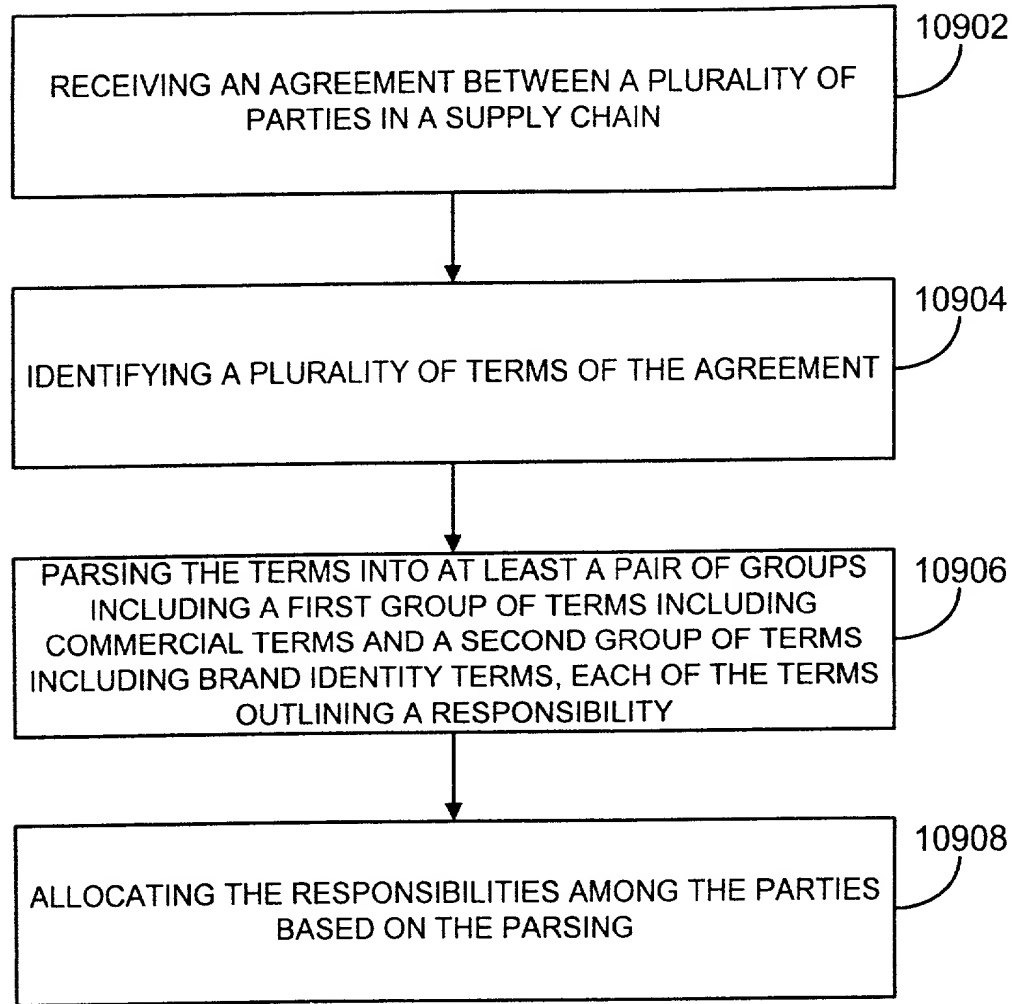 10902
RECEIVING AN AGREEMENT BETWEEN A PLURALITY OF
PARTIES IN A SUPPLY CHAIN
10904
IDENTIFYING A PLURALITY OF TERMS OF THE AGREEMENT
10906
PARSING THE TERMS INTO AT LEAST A PAIR OF GROUPS
INCLUDING A FIRST GROUP OF TERMS INCLUDING
COMMERCIAL TERMS AND A SECOND GROUP OF TERMS
INCLUDING BRAND IDENTITY TERMS, EACH OF THE TERMS
OUTLINING A RESPONSIBILITY
10908
ALLOCATING THE RESPONSIBILITIES AMONG THE PARTIES
BASED ON THE PARSING